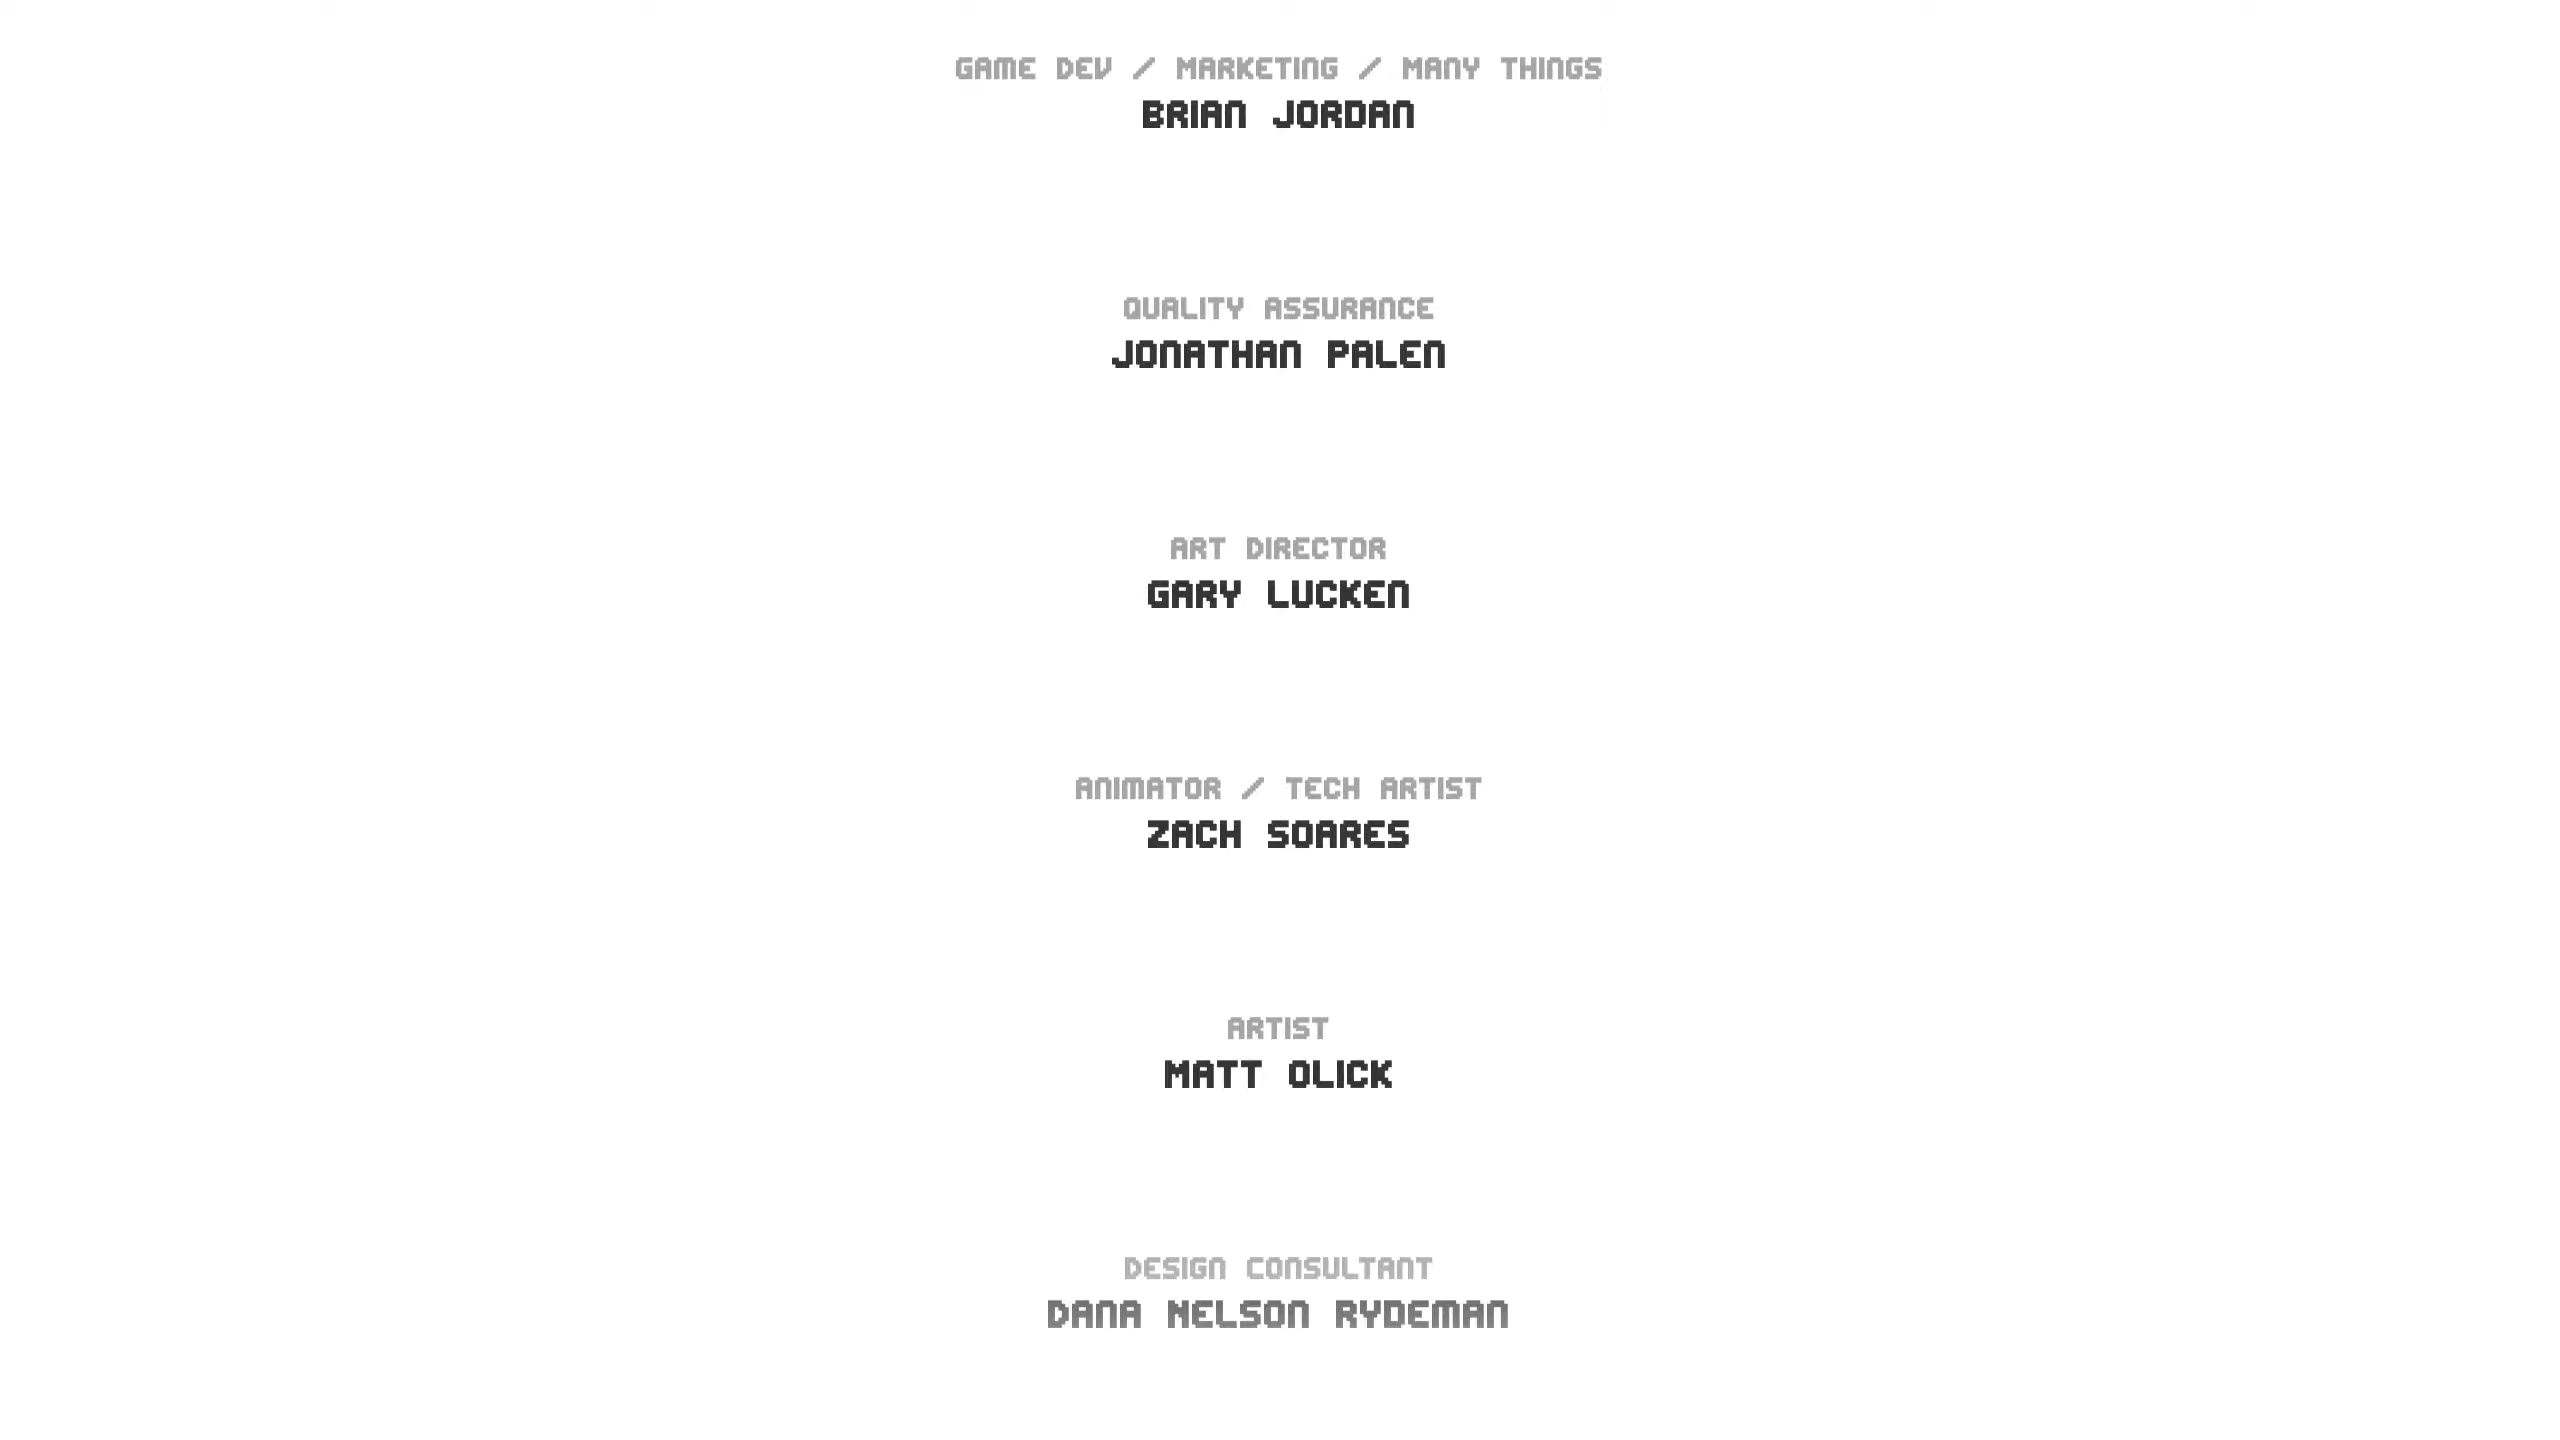 GAME DEV / MARKETING / MANY THINGS
BRIAN JORDAN
QUALITY ASSURANCE
JONATHAN PALEN
ART DIRECTOR
GARY LUCKEN
ANIMATOR / TECH ARTIST
ZACH SOARES
ARTIST
MATT OLICK
DESIGN CONSULTANT
DANA NELSON RYDEMAN